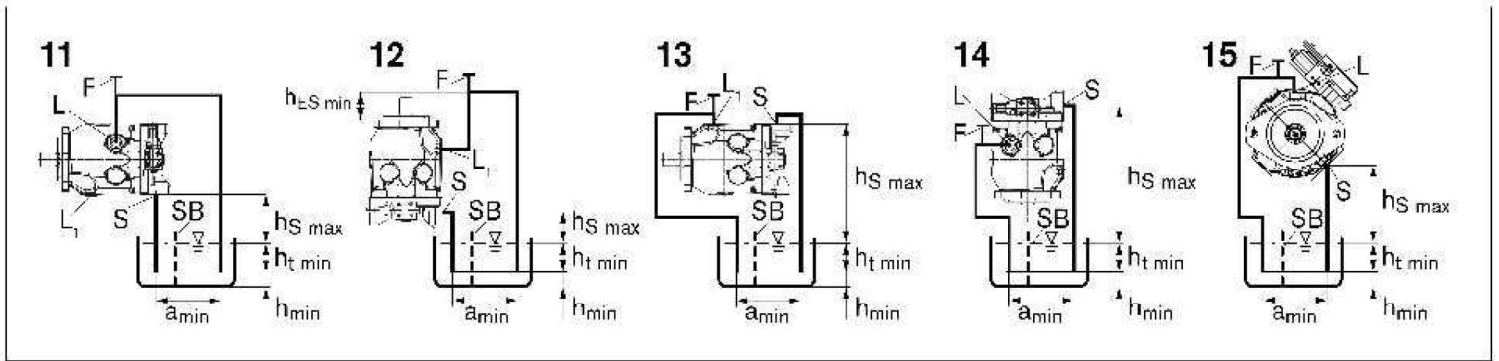 11 12 13 14 15
F F F S L F F L
L hES min L1 S L F
L1 S SB L1 S SB SB SB S SB
hS max hS max hS max hS max hS max
ht min ht min ht min ht min ht min
amin hmin amin hmin amin hmin amin hmin amin hmin